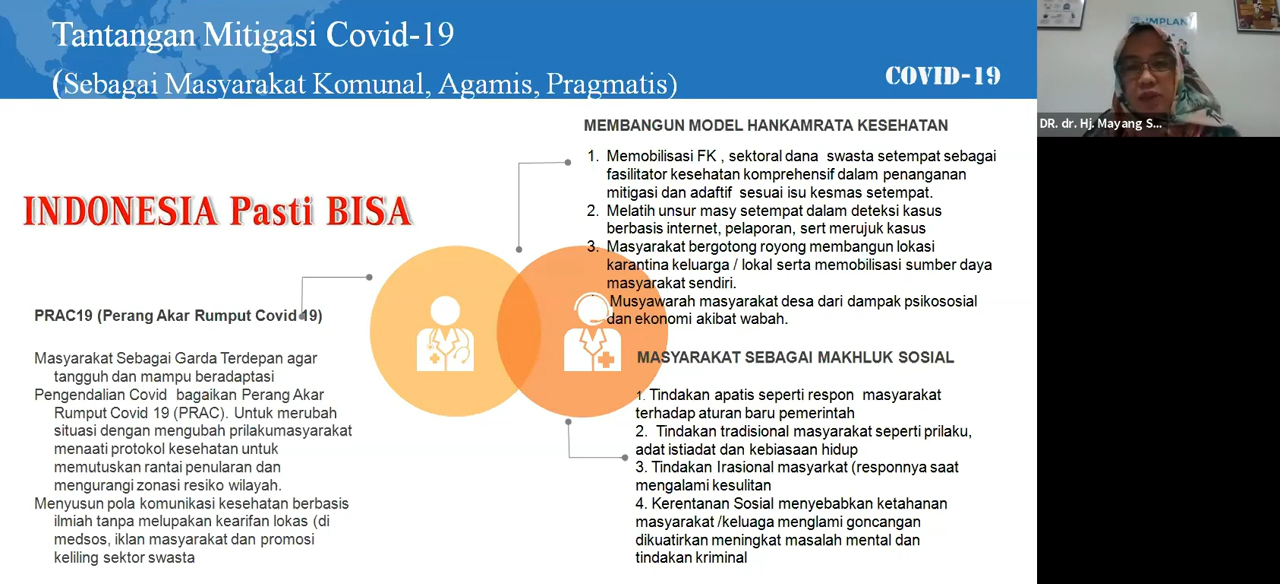 Tantangan Mitigasi Covid-19
(Sebagai Masyarakat Komunal, Agamis, Pragmatis)
COVID-19
IMPLAN
DR. dr. Hj. Mayang S...
INDONESIA Pasti BISA
PRAC19 (Perang Akar Rumput Covid 19)
Masyarakat Sebagai Garda Terdepan agar
tangguh dan mampu beradaptasi
Pengendalian Covid bagaikan Perang Akar
Rumput Covid 19 (PRAC). Untuk merubah
situasi dengan mengubah prilakumasyarakat
menaati protokol kesehatan untuk
memutuskan rantai penularan dan
mengurangi zonasi resiko wilayah.
Menyusun pola komunikasi kesehatan berbasis
ilmiah tanpa melupakan kearifan lokas (di
medsos, iklan masyarakat dan promosi
keliling sektor swasta
MEMBANGUN MODEL HANKAMRATA KESEHATAN
1. Memobilisasi FK , sektoral dana swasta setempat sebagai
fasilitator kesehatan komprehensif dalam penanganan
mitigasi dan adaptif sesuai isu kesmas setempat.
2. Melatih unsur masy setempat dalam deteksi kasus
berbasis internet, pelaporan, sert merujuk kasus
3. Masyarakat bergotong royong membangun lokasi
karantina keluarga / lokal serta memobilisasi sumber daya
masyarakat sendiri.
Musyawarah masyarakat desa dari dampak psikososial
dan ekonomi akibat wabah.
MASYARAKAT SEBAGAI MAKHLUK SOSIAL
1. Tindakan apatis seperti respon masyarakat
terhadap aturan baru pemerintah
2. Tindakan tradisional masyarakat seperti prilaku,
adat istiadat dan kebiasaan hidup
3. Tindakan Irasional masyarkat (responnya saat
mengalami kesulitan
4. Kerentanan Sosial menyebabkan ketahanan
masyarakat /keluaga menglami goncangan
dikuatirkan meningkat masalah mental dan
tindakan kriminal